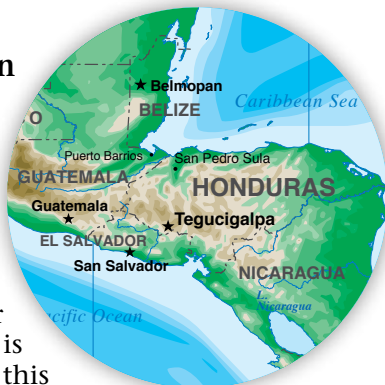 n
Belmopan
BELIZE
Caribbean Sea
O
Puerto Barrios
San Pedro Sula
GUATEMALA
HONDURAS
Guatemala
Tegucigalpa
EL SALVADOR
San Salvador
NICARAGUA
L.
Nicaragua
r
acific Ocean
is
this